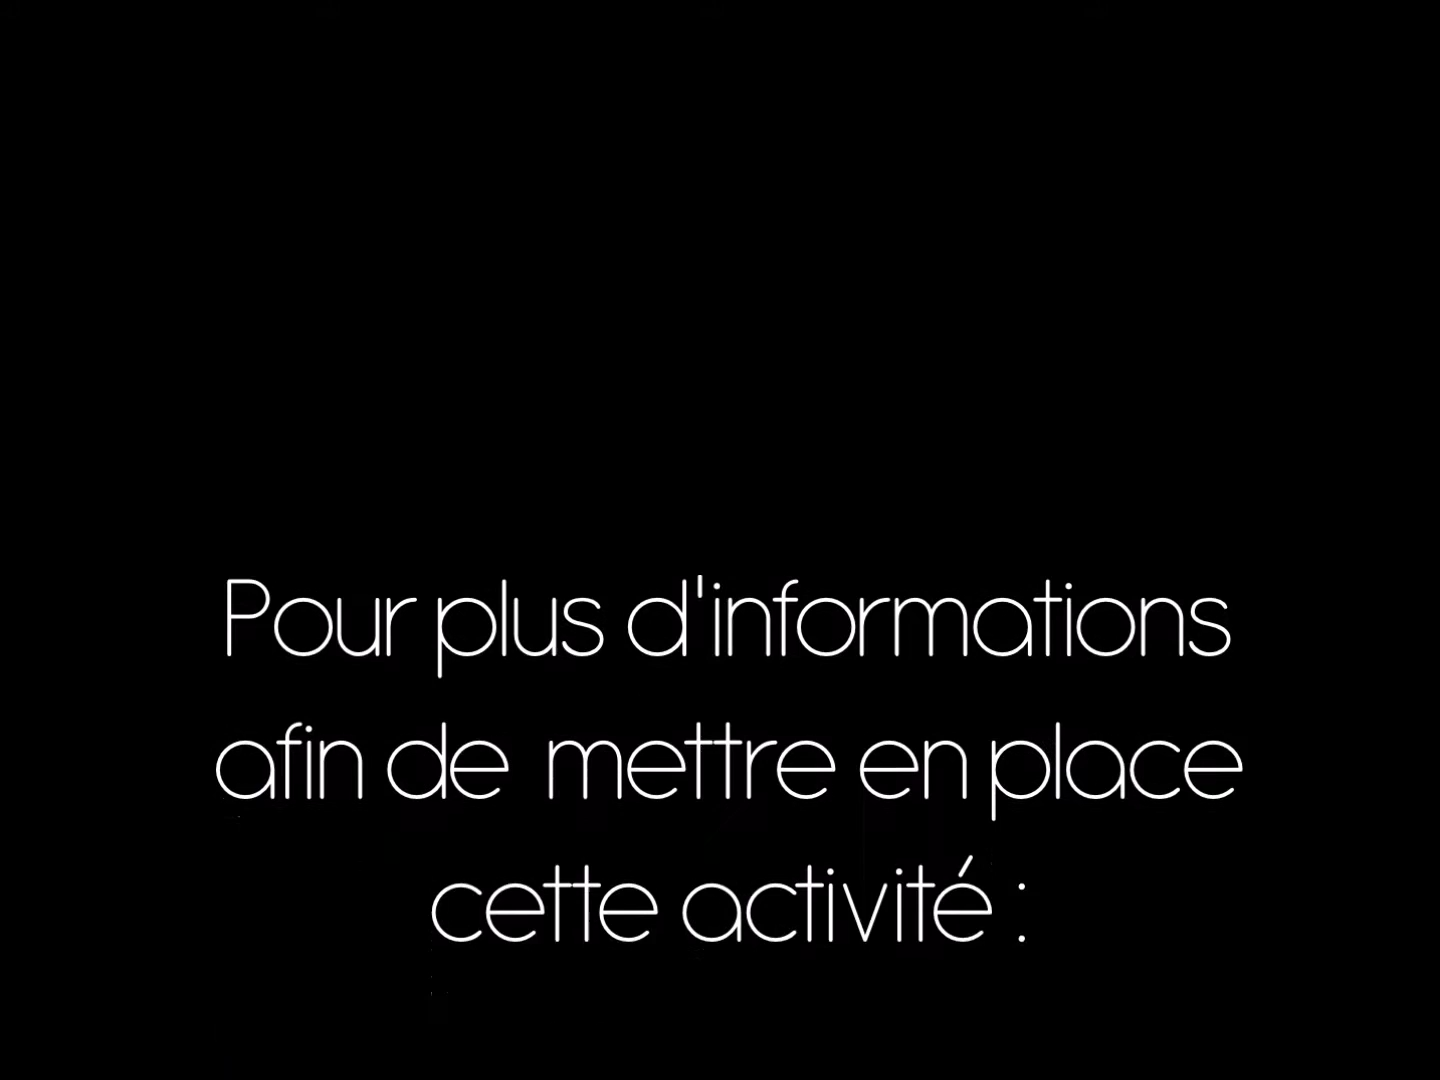 Pour plus d'informations
afin de mettre en place
cette activité :